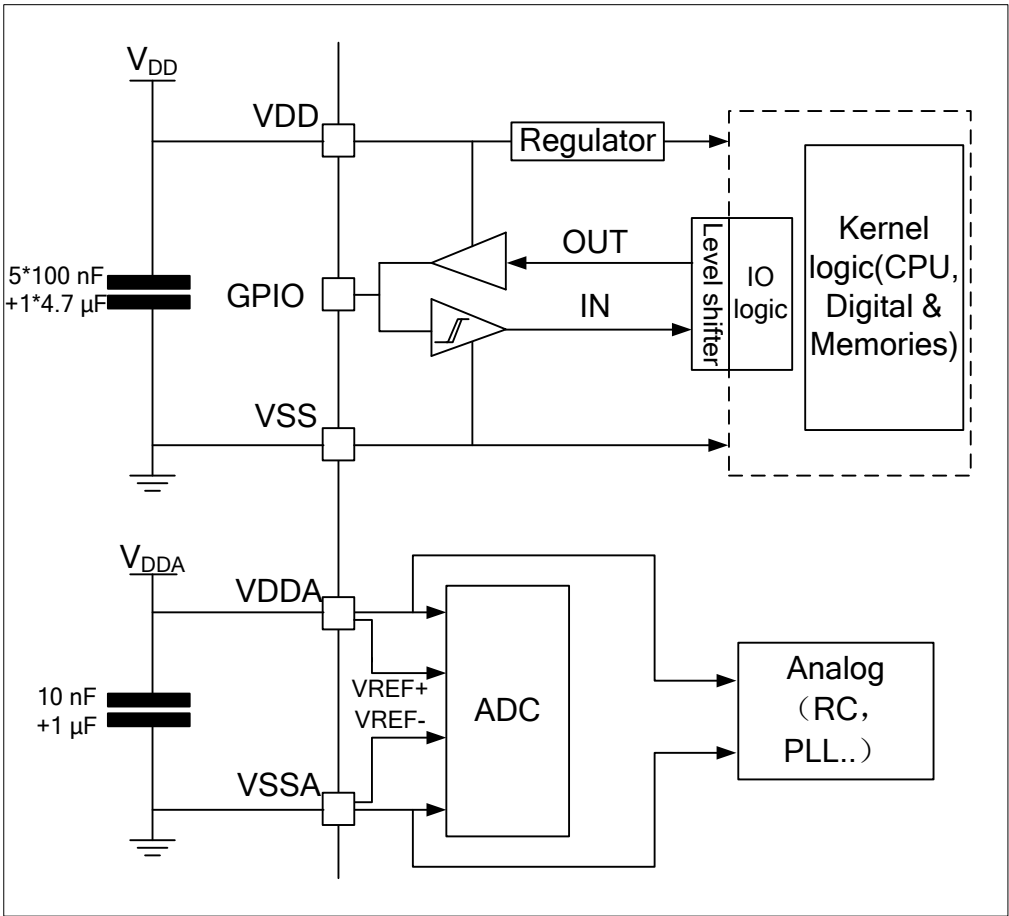 VDD
VDD
Regulator
Kernel
logic(CPU,
Digital &
Memories)
Level shifter
IO
logic
OUT
5*100 nF
+1*4.7 μF
GPIO
IN
VSS
VDDA
VDDA
ADC
VREF+
VREF-
10 nF
+1 μF
Analog
（RC，
PLL..）
VSSA